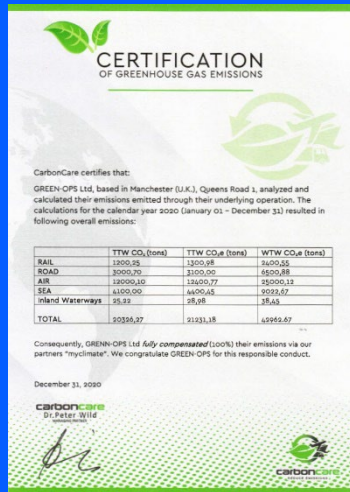 CERTIFICATION
OF GREENHOUSE GAS EMISSIONS
CarbonCare certifies that:
GREEN-OPS Ltd, based in Manchester (U.K.), Queens Road 1, analyzed and
calculated their emissions emitted through their underlying operation. The
calculations for the calendar year 2020 (January 01 – December 31) resulted in
following overall emissions:
TTW CO₂ (tons) TTW CO₂e (tons) WTW CO₂e (tons)
RAIL 1200,25 1300,98 2400,55
ROAD 3000,70 3100,00 6500,88
AIR 12000,10 12400,77 25000,12
SEA 4100,00 4400,45 9022,67
Inland Waterways 25,22 28,98 38,45
TOTAL 20326,27 21231,18 42962.67
Consequently, GRENN-OPS Ltd fully compensated (100%) their emissions via our
partners "myclimate". We congratulate GREEN-OPS for this responsible conduct.
December 31, 2020
carboncare
Dr.Peter Wild
MANAGING PARTNER
carboncare